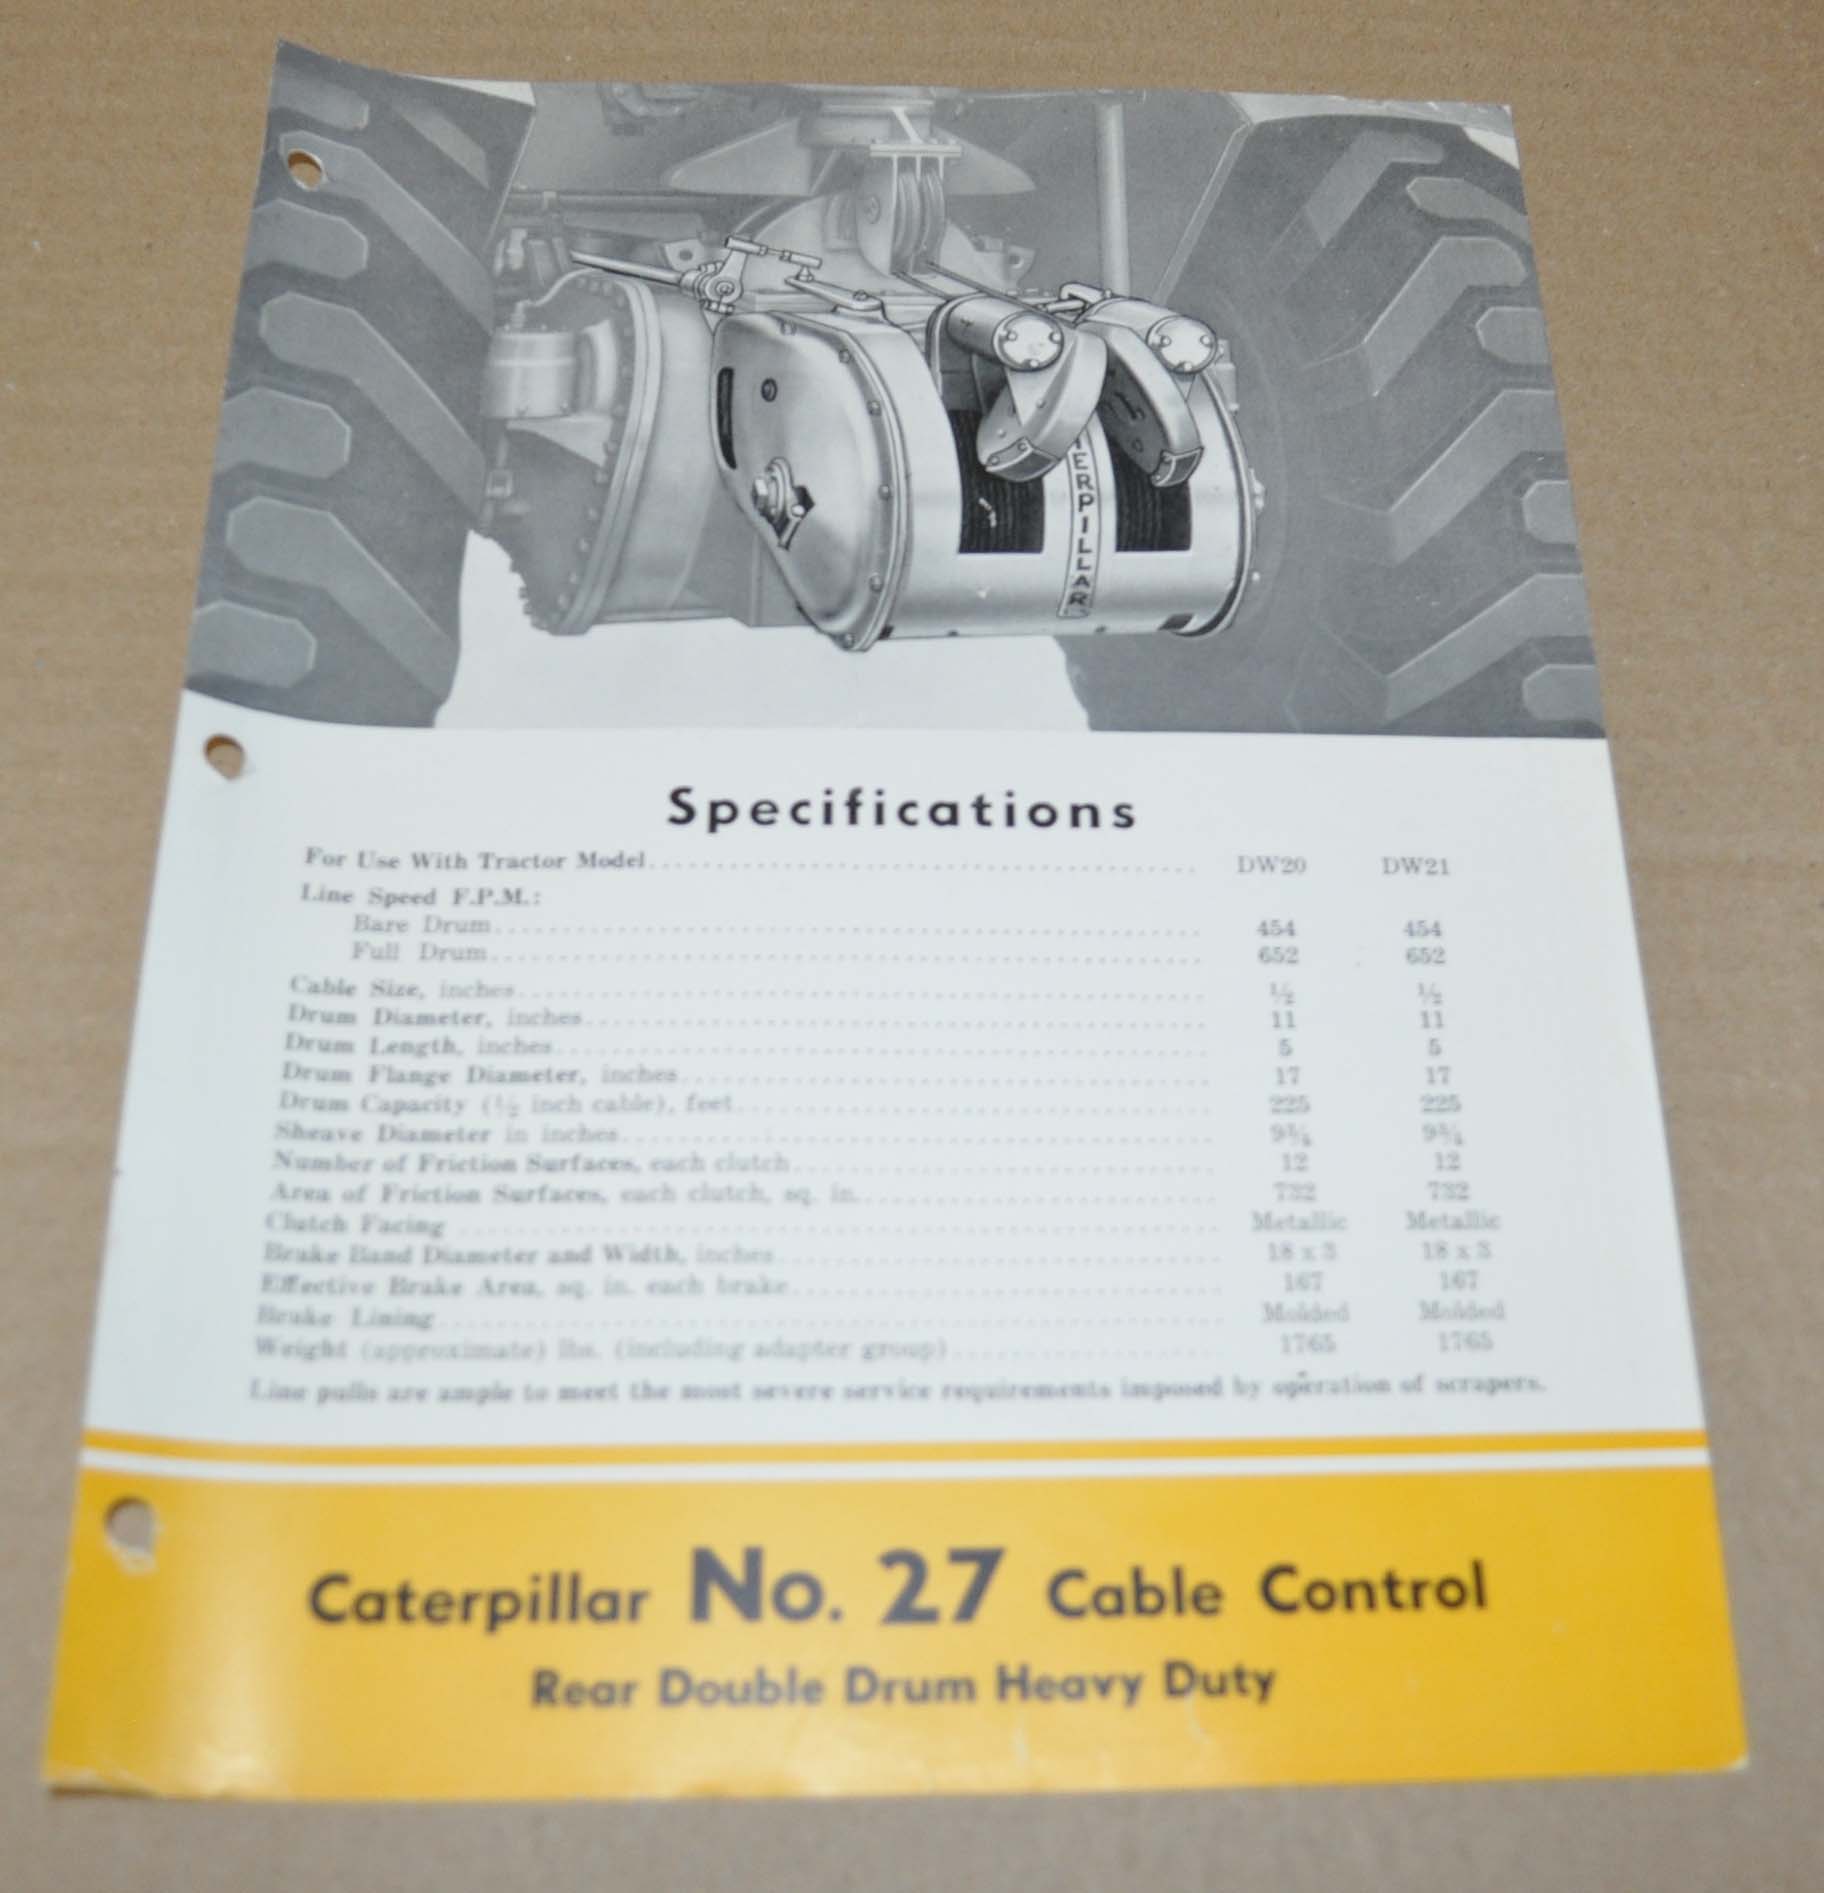 ERPILLAR
Specifications
For Use With Tractor Model DW20 DW21
Line Speed F.P.M.:
Bare Drum 454 454
Full Drum 652 652
Cable Size, inches ½ ½
Drum Diameter, inches 11 11
Drum Length, inches 5 5
Drum Flange Diameter, inches 17 17
Drum Capacity (½ inch cable), feet 225 225
Sheave Diameter in inches 9¾ 9¾
Number of Friction Surfaces, each clutch 12 12
Area of Friction Surfaces, each clutch, sq. in. 732 732
Clutch Facing Metallic Metallic
Brake Band Diameter and Width, inches 18 x 3 18 x 3
Effective Brake Area, sq. in. each brake 167 167
Brake Lining Molded Molded
Weight (approximate) lbs. (including adapter group) 1765 1765
Line pulls are ample to meet the most severe service requirements imposed by operation of scrapers.
Caterpillar No. 27 Cable Control
Rear Double Drum Heavy Duty